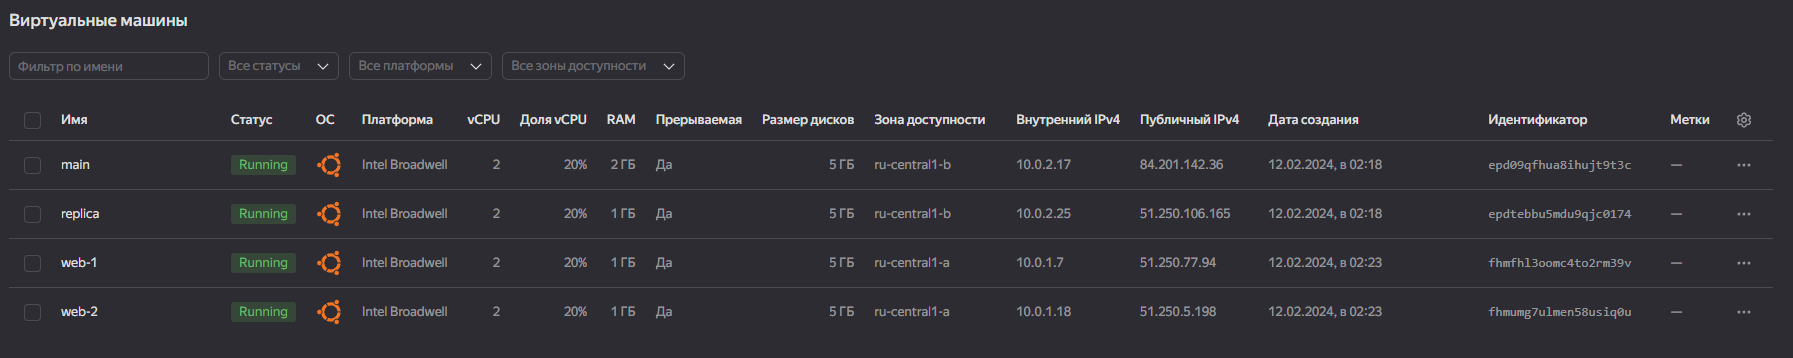 Виртуальные машины
Фильтр по имени Все статусы Все платформы Все зоны доступности
Имя Статус ОС Платформа vCPU Доля vCPU RAM Прерываемая Размер дисков Зона доступности Внутренний IPv4 Публичный IPv4 Дата создания Идентификатор Метки
main Running Intel Broadwell 2 20% 2 ГБ Да 5 ГБ ru-central1-b 10.0.2.17 84.201.142.36 12.02.2024, в 02:18 epd09qfhua8ihujt9t3c —
replica Running Intel Broadwell 2 20% 1 ГБ Да 5 ГБ ru-central1-b 10.0.2.25 51.250.106.165 12.02.2024, в 02:18 epdtebbu5mdu9qjc0174 —
web-1 Running Intel Broadwell 2 20% 1 ГБ Да 5 ГБ ru-central1-a 10.0.1.7 51.250.77.94 12.02.2024, в 02:23 fhmfhl3oomc4to2rm39v —
web-2 Running Intel Broadwell 2 20% 1 ГБ Да 5 ГБ ru-central1-a 10.0.1.18 51.250.5.198 12.02.2024, в 02:23 fhmumg7ulmen58usiq0u —